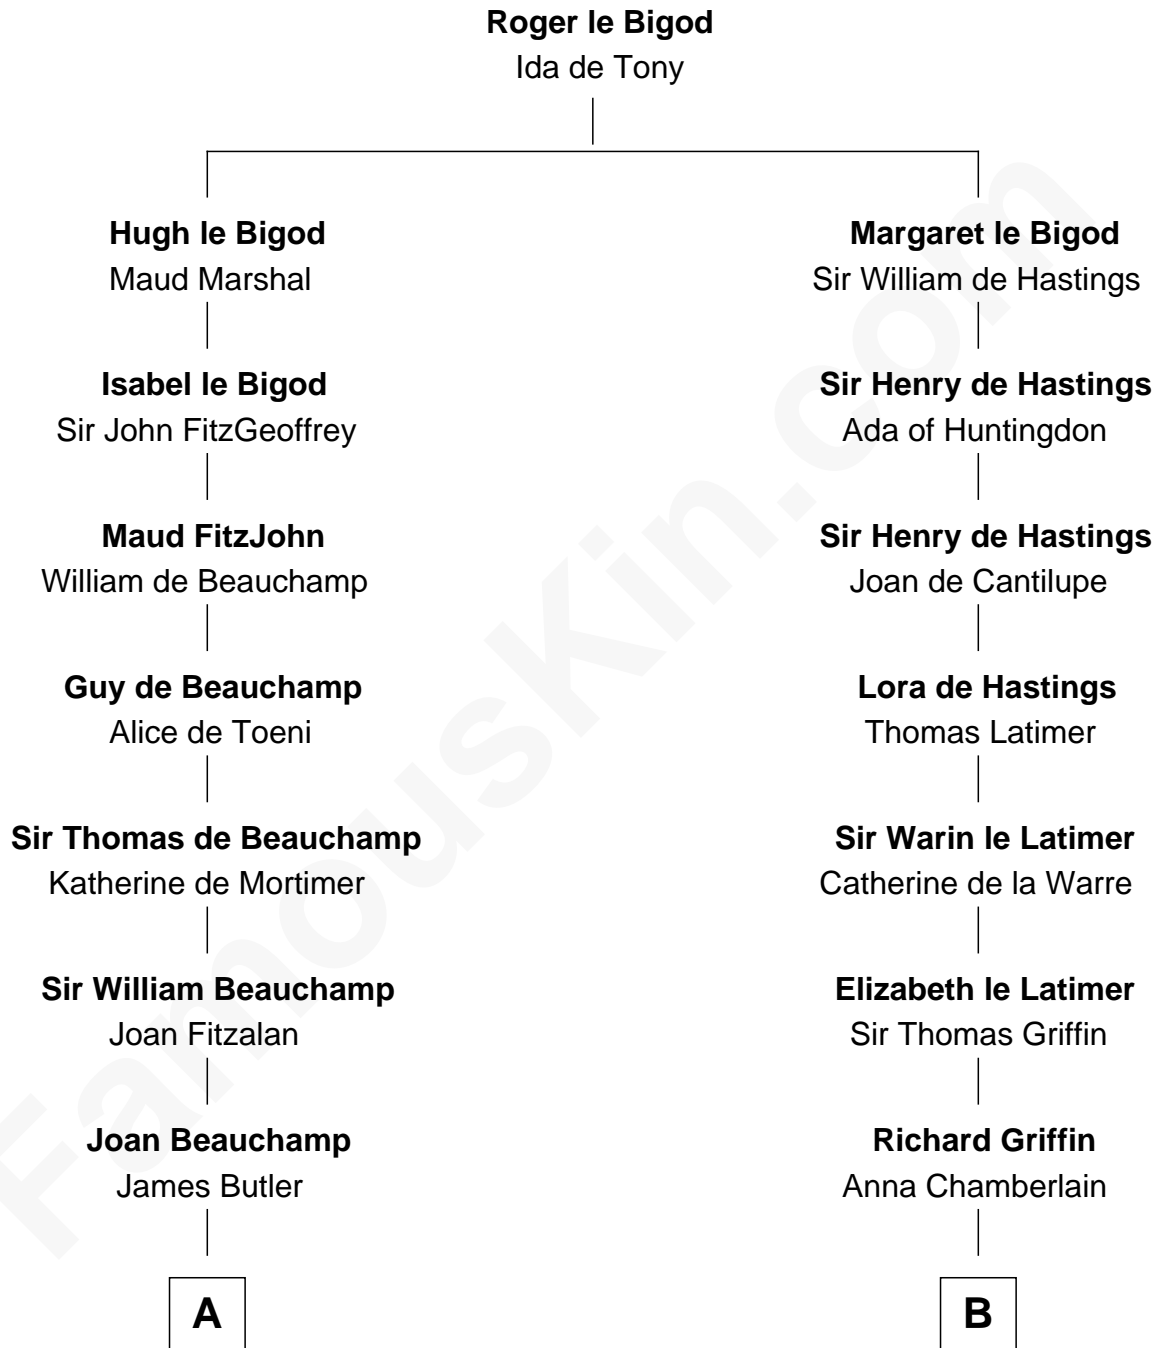 Roger le Bigod
Ida de Tony
Hugh le Bigod
Maud Marshal
Margaret le Bigod
Sir William de Hastings
Isabel le Bigod
Sir John FitzGeoffrey
Sir Henry de Hastings
Ada of Huntingdon
Maud FitzJohn
William de Beauchamp
Sir Henry de Hastings
Joan de Cantilupe
Guy de Beauchamp
Alice de Toeni
Lora de Hastings
Thomas Latimer
Sir Thomas de Beauchamp
Katherine de Mortimer
Sir Warin le Latimer
Catherine de la Warre
Sir William Beauchamp
Joan Fitzalan
Elizabeth le Latimer
Sir Thomas Griffin
Joan Beauchamp
James Butler
Richard Griffin
Anna Chamberlain
A
B
FamousKin.com